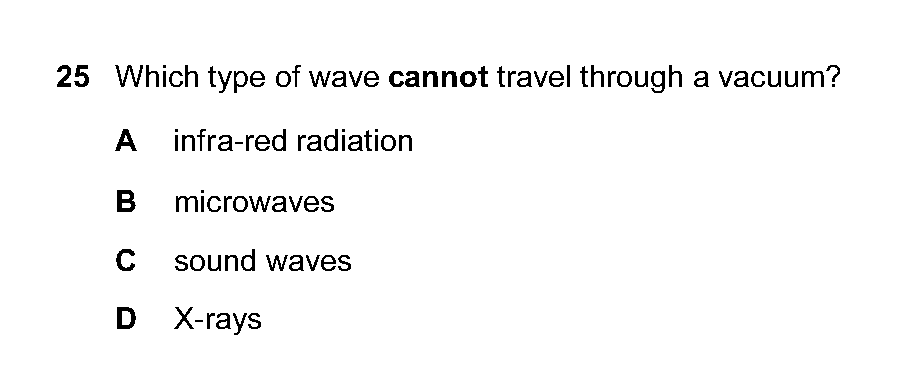 25 Which type of wave cannot travel through a vacuum?
A infra-red radiation
B microwaves
C sound waves
D X-rays